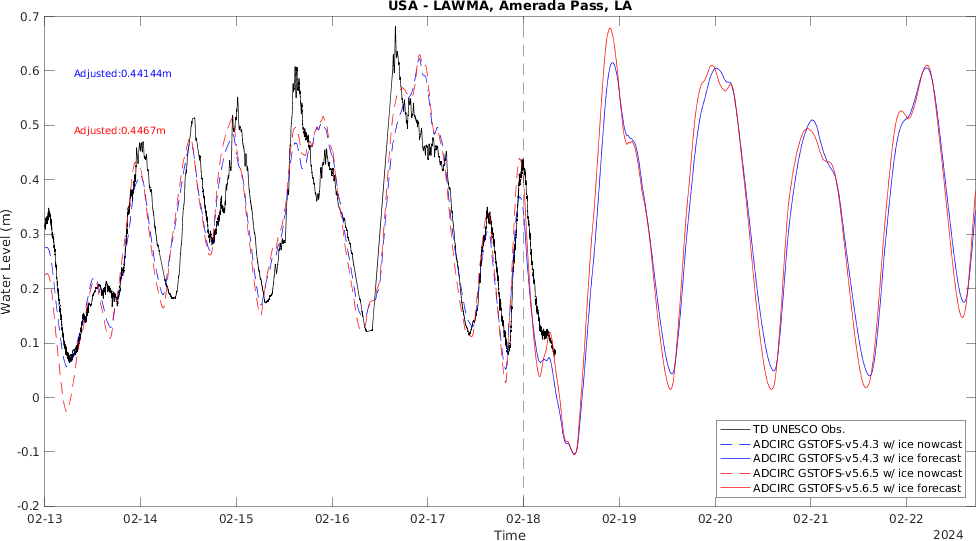 USA - LAWMA, Amerada Pass, LA
0.7
0.6
0.5
0.4
0.3
0.2
0.1
0
-0.1
-0.2
Water Level (m)
Adjusted:0.44144m
Adjusted:0.4467m
TD UNESCO Obs.
ADCIRC GSTOFS-v5.4.3 w/ ice nowcast
ADCIRC GSTOFS-v5.4.3 w/ ice forecast
ADCIRC GSTOFS-v5.6.5 w/ ice nowcast
ADCIRC GSTOFS-v5.6.5 w/ ice forecast
02-13 02-14 02-15 02-16 02-17 02-18 02-19 02-20 02-21 02-22
Time
2024